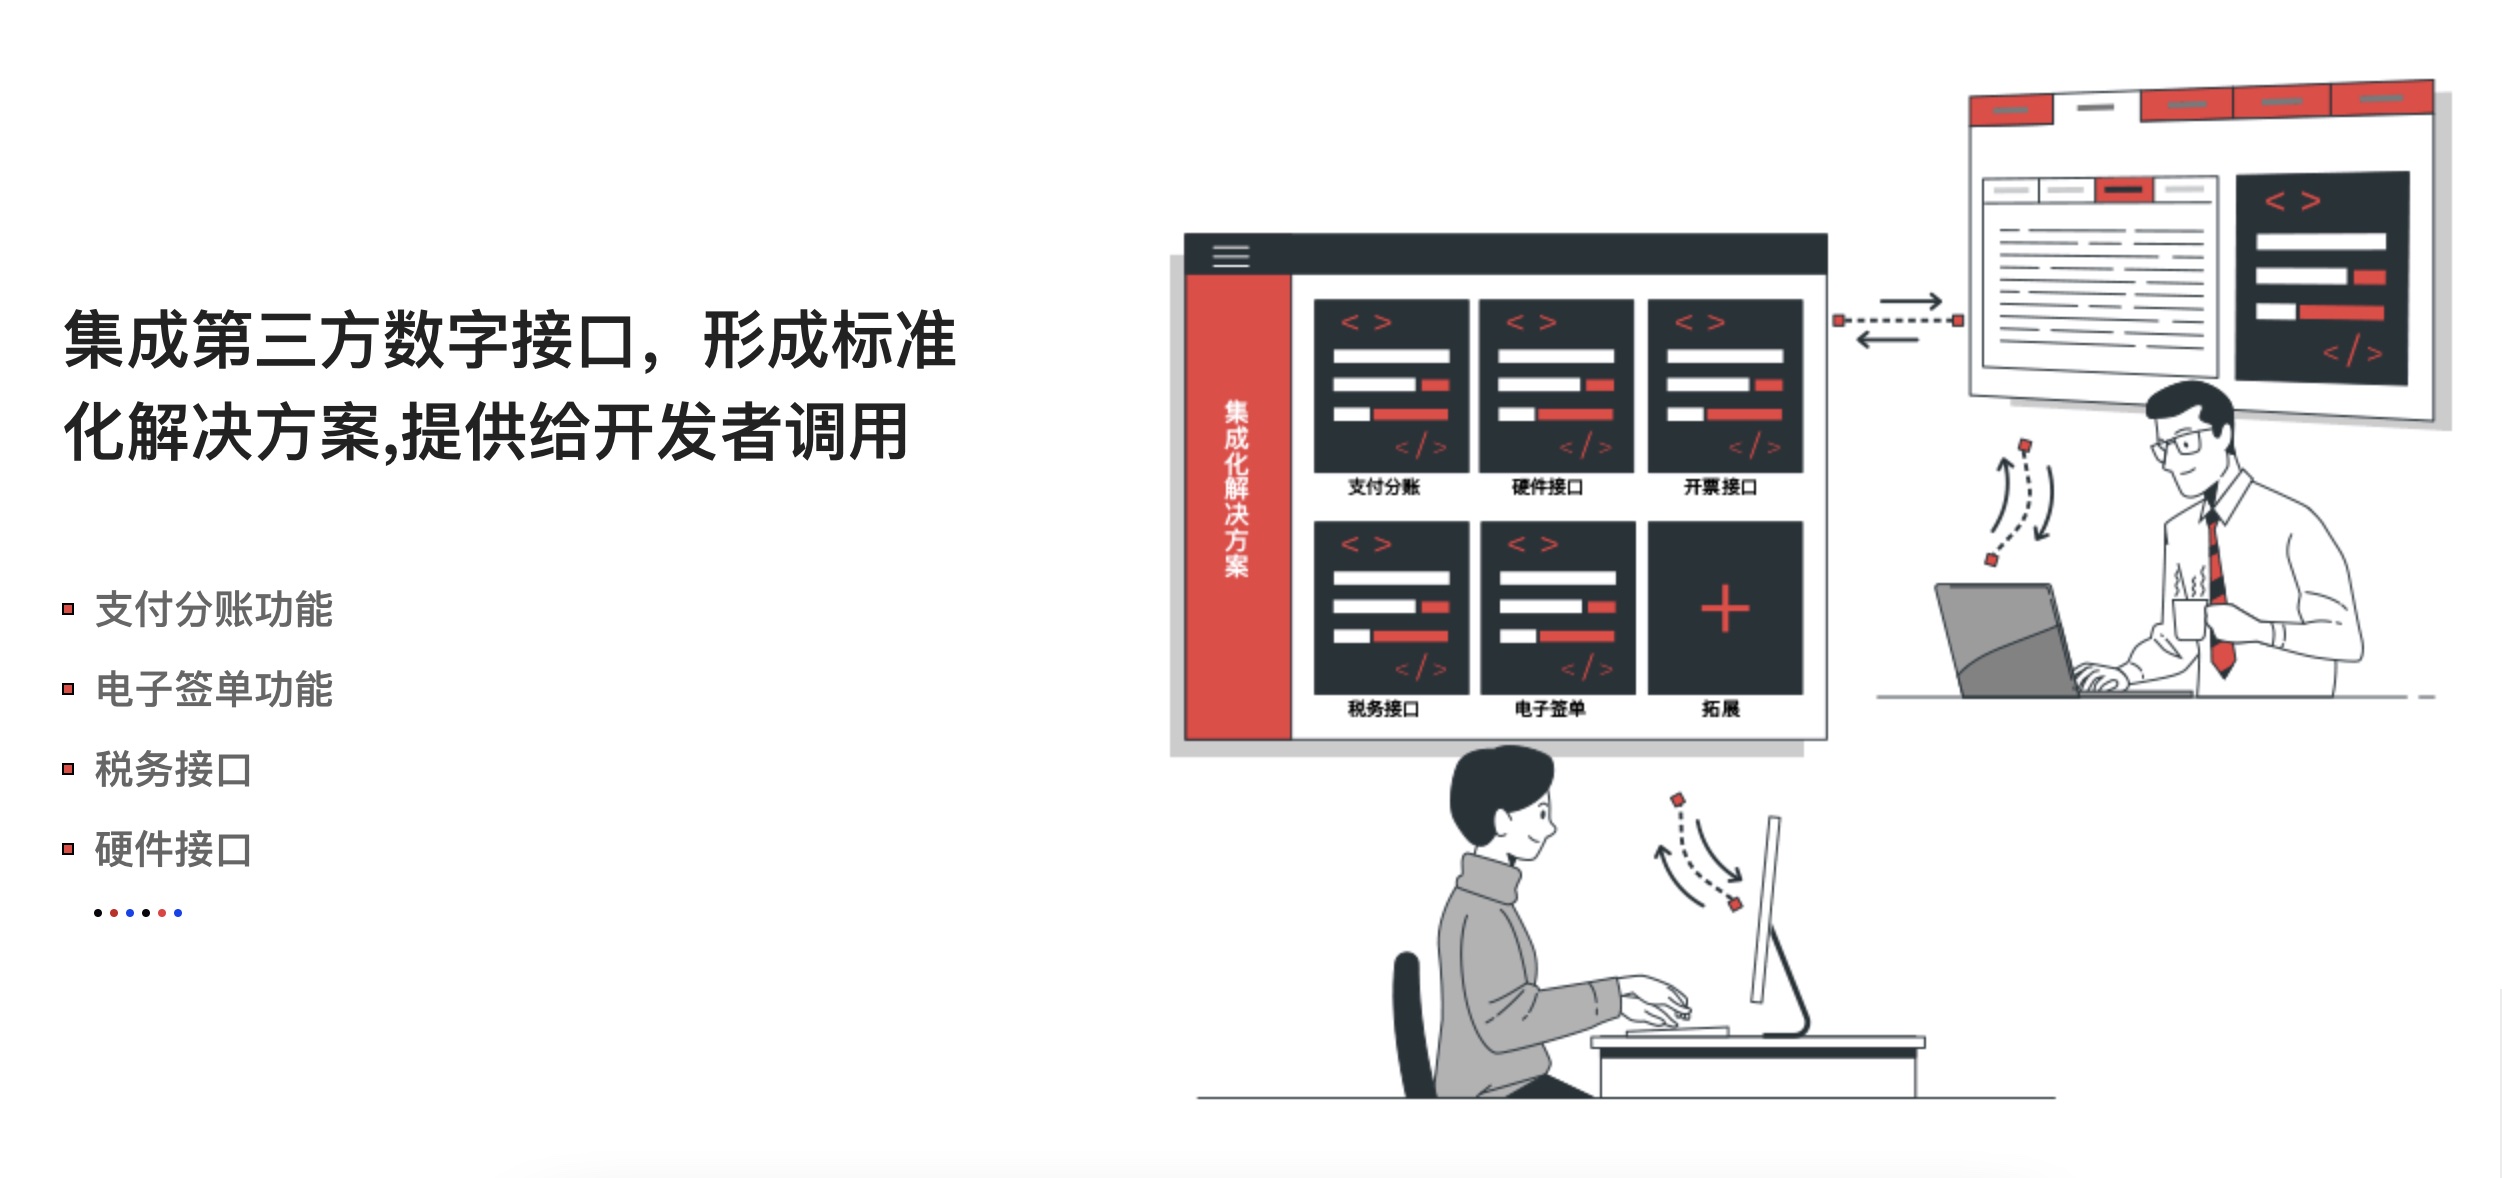 集成第三方数字接口，形成标准
化解决方案,提供给开发者调用
支付分账功能
电子签单功能
税务接口
硬件接口
集成化解决方案
< > < > < >
</> </> </>
支付分账 硬件接口 开票接口
< > < >
+
</> </>
税务接口 电子签单 拓展
< >
</>